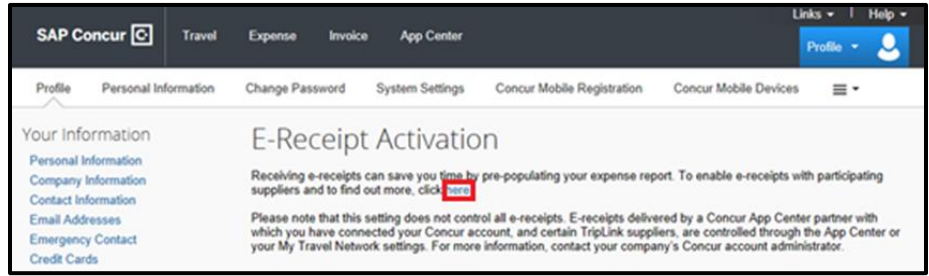 Links | Help
SAP Concur C Travel Expense Invoice App Center
Profile
Profile Personal Information Change Password System Settings Concur Mobile Registration Concur Mobile Devices
Your Information
Personal Information
Company Information
Contact Information
Email Addresses
Emergency Contact
Credit Cards
E-Receipt Activation
Receiving e-receipts can save you time by pre-populating your expense report. To enable e-receipts with participating
suppliers and to find out more, click here
Please note that this setting does not control all e-receipts. E-receipts delivered by a Concur App Center partner with
which you have connected your Concur account, and certain TripLink suppliers, are controlled through the App Center or
your My Travel Network settings. For more information, contact your company's Concur account administrator.